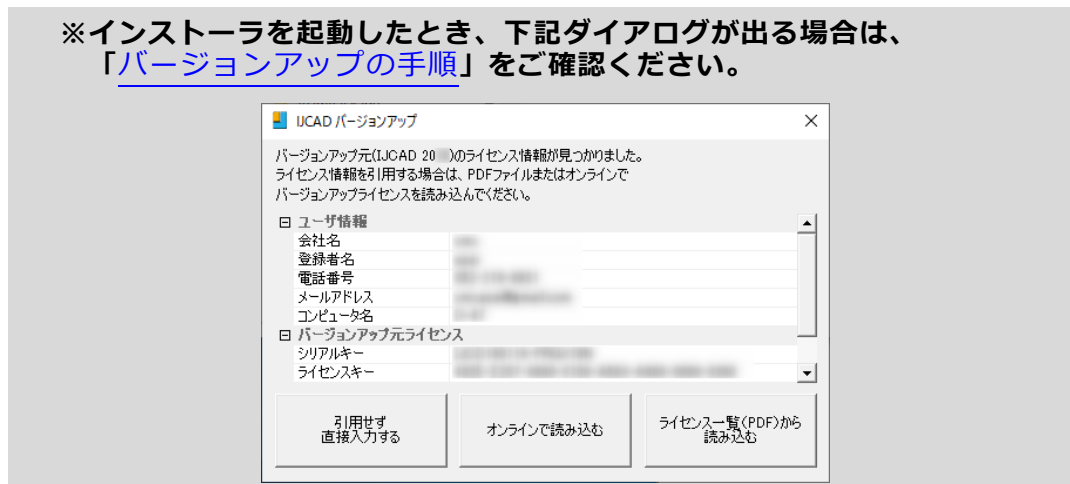 ※インストーラを起動したとき、下記ダイアログが出る場合は、
「バージョンアップの手順」をご確認ください。
IJCAD バージョンアップ
バージョンアップ元(IJCAD 20 )のライセンス情報が見つかりました。
ライセンス情報を引用する場合は、PDFファイルまたはオンラインで
バージョンアップライセンスを読み込んでください。
ユーザ情報
会社名
登録者名
電話番号
メールアドレス
コンピュータ名
バージョンアップ元ライセンス
シリアルキー
ライセンスキー
引用せず
直接入力する
オンラインで読み込む
ライセンス一覧(PDF)から
読み込む